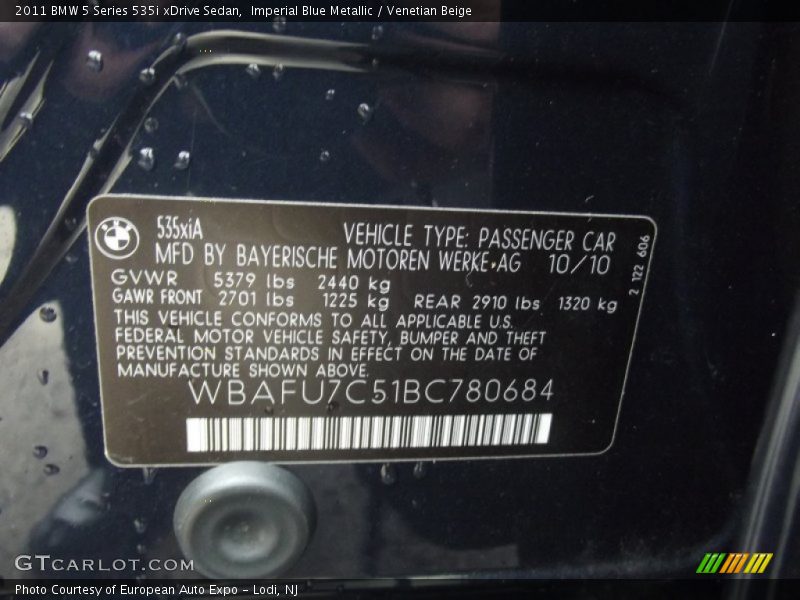 2011 BMW 5 Series 535i xDrive Sedan,  Imperial Blue Metallic / Venetian Beige
BMW
535xiA
VEHICLE TYPE: PASSENGER CAR
MFD BY BAYERISCHE MOTOREN WERKE AG 10/10
GVWR 5379 lbs 2440 kg
GAWR FRONT 2701 lbs 1225 kg REAR 2910 lbs 1320 kg
THIS VEHICLE CONFORMS TO ALL APPLICABLE U.S.
FEDERAL MOTOR VEHICLE SAFETY, BUMPER AND THEFT
PREVENTION STANDARDS IN EFFECT ON THE DATE OF
MANUFACTURE SHOWN ABOVE.
WBAFU7C51BC780684
2 122 606
GTCARLOT.COM
Photo Courtesy of European Auto Expo - Lodi, NJ